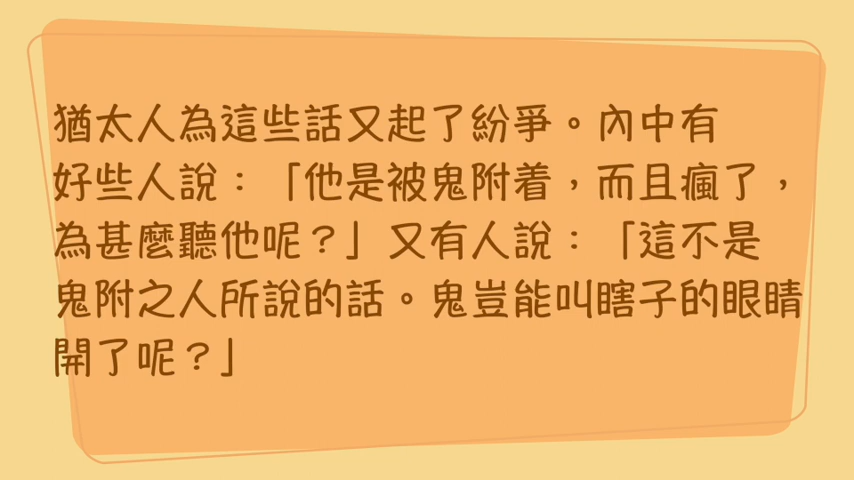 猶太人為這些話又起了紛爭。內中有
好些人說：「他是被鬼附着，而且瘋了，
為甚麼聽他呢？」又有人說：「這不是
鬼附之人所說的話。鬼豈能叫瞎子的眼睛
開了呢？」